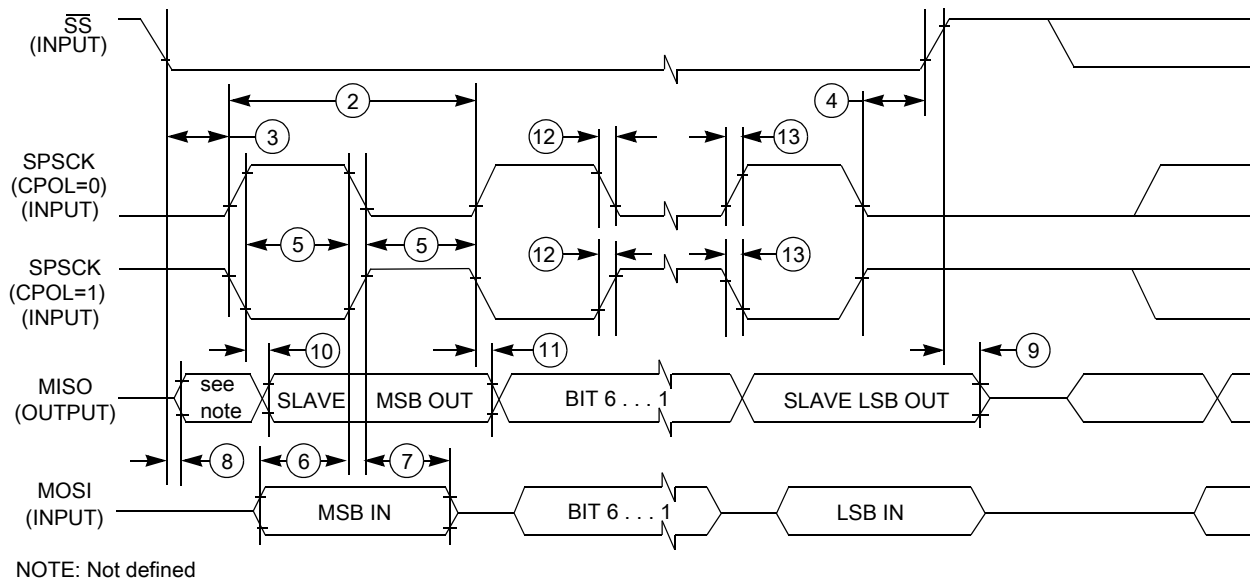 SS
(INPUT)
2
4
3
12
13
SPSCK
(CPOL=0)
(INPUT)
5
5
SPSCK
(CPOL=1)
(INPUT)
12
13
10
11
9
MISO
(OUTPUT)
see
note
SLAVE
MSB OUT
BIT 6 . . . 1
SLAVE LSB OUT
8
6
7
MOSI
(INPUT)
MSB IN
BIT 6 . . . 1
LSB IN
NOTE: Not defined